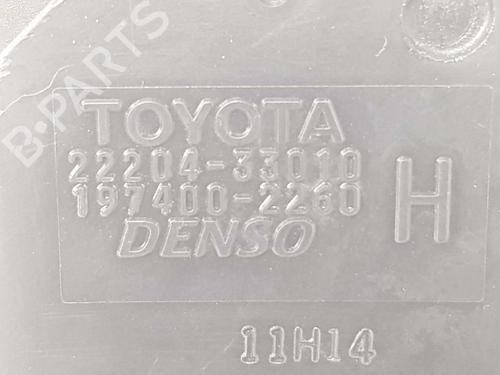 B-PARTS
TOYOTA
22204-33010
197400-2260
DENSO
H
11H14